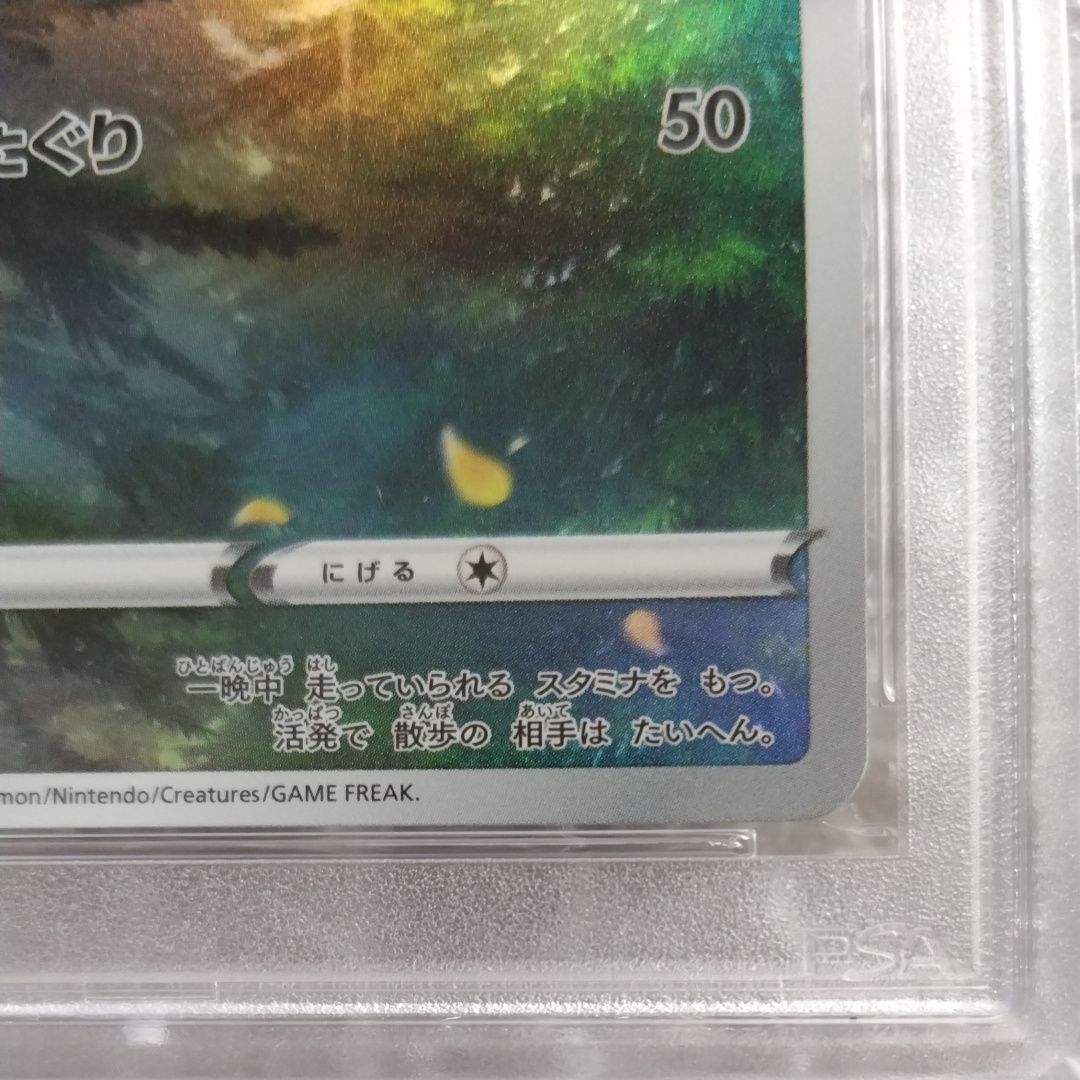 とぐり
50
にげる
一晩中 走っていられる スタミナを もつ。
活発で 散歩の 相手は たいへん。
mon/Nintendo/Creatures/GAME FREAK.
PSA